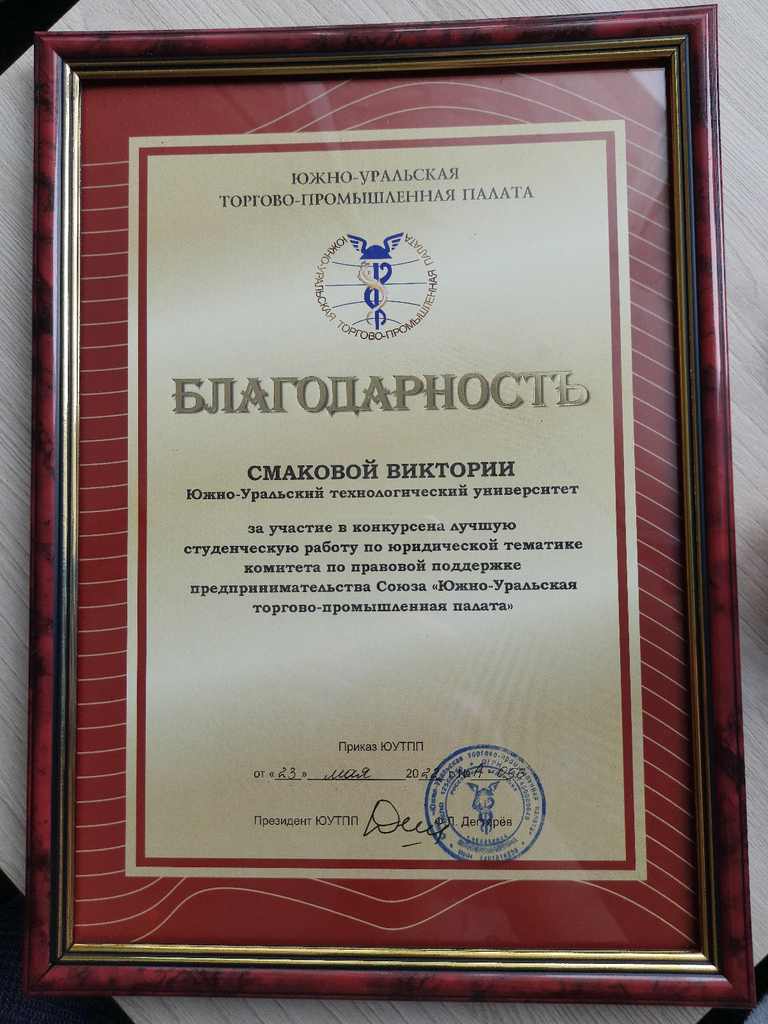 ЮЖНО-УРАЛЬСКАЯ
ТОРГОВО-ПРОМЫШЛЕННАЯ ПАЛАТА
ЮЖНО-УРАЛЬСКАЯ ТОРГОВО-ПРОМЫШЛЕННАЯ ПАЛАТА
БЛАГОДАРНОСТЬ
СМАКОВОЙ ВИКТОРИИ
Южно-Уральский технологический университет
за участие в конкурсена лучшую
студенческую работу по юридической тематике
комитета по правовой поддержке
предпринимательства Союза «Южно-Уральская
торгово-промышленная палата»
Приказ ЮУТПП
от «23» мая 20
Президент ЮУТПП Дегтярёв